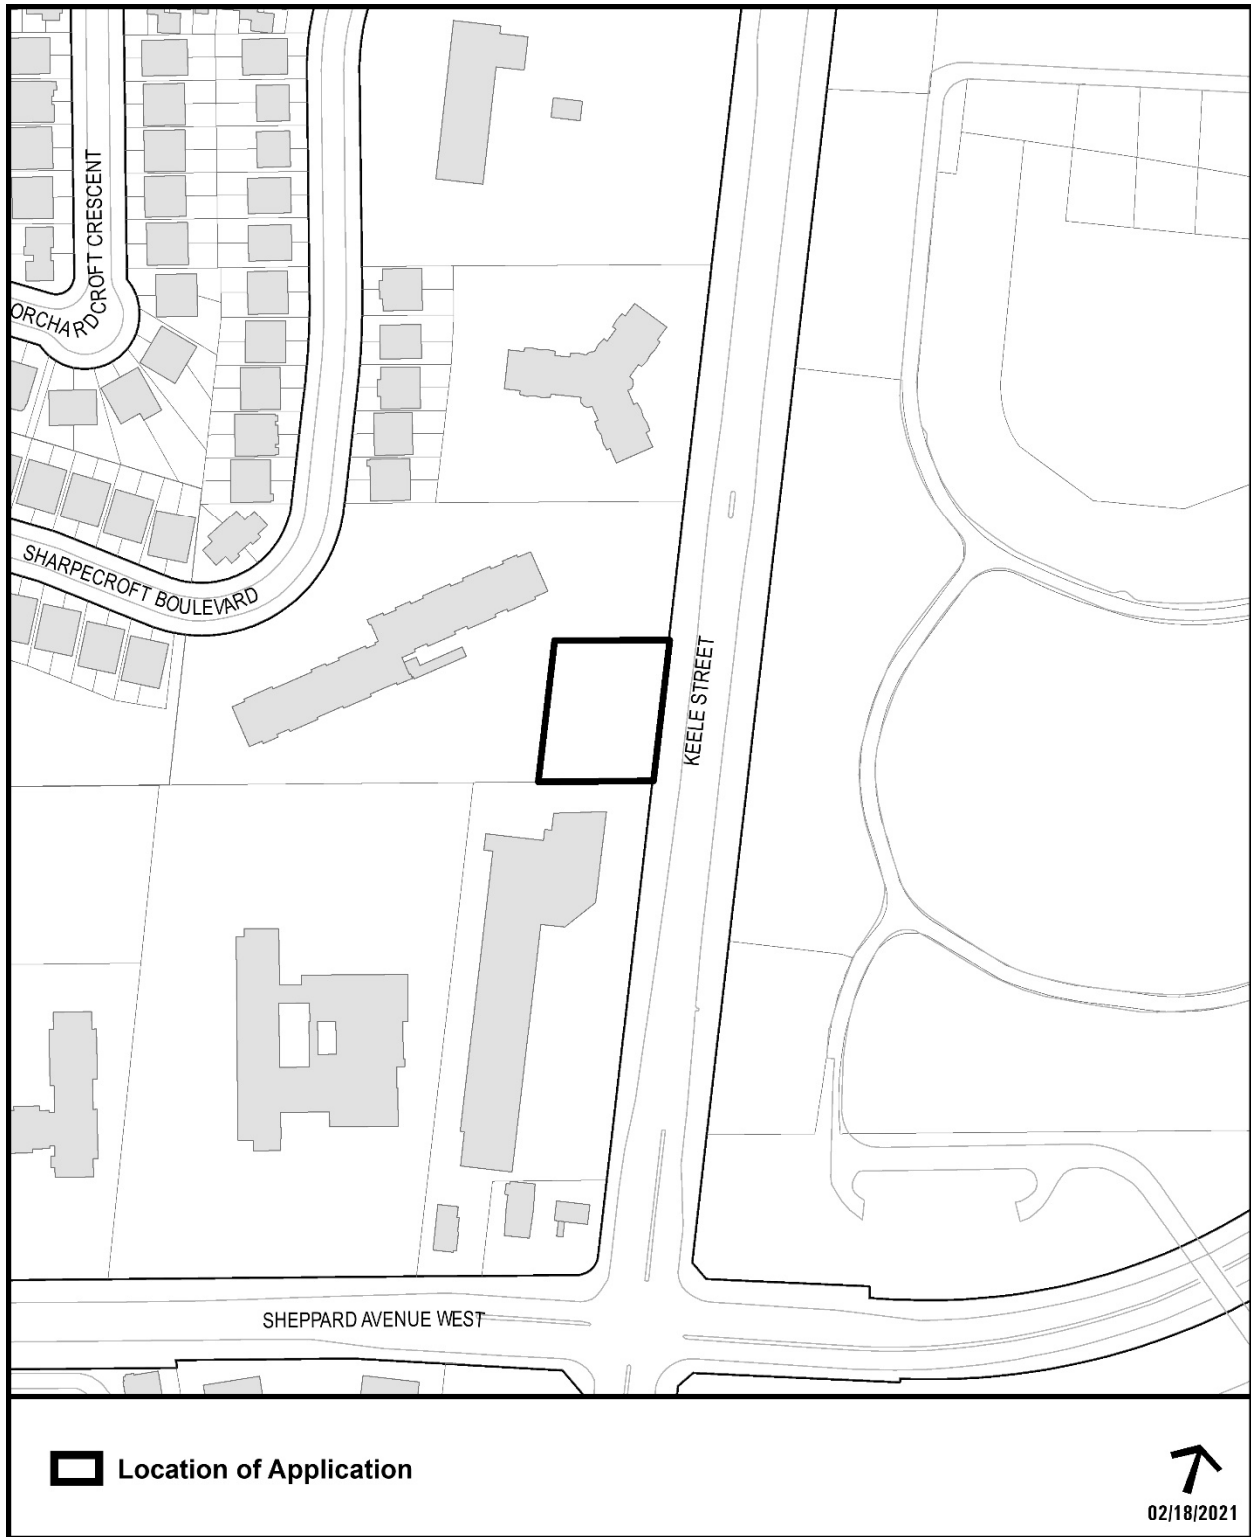 ORCHARDCROFT CRESCENT
SHARPECROFT BOULEVARD
KEELE STREET
SHEPPARD AVENUE WEST
Location of Application
02/18/2021